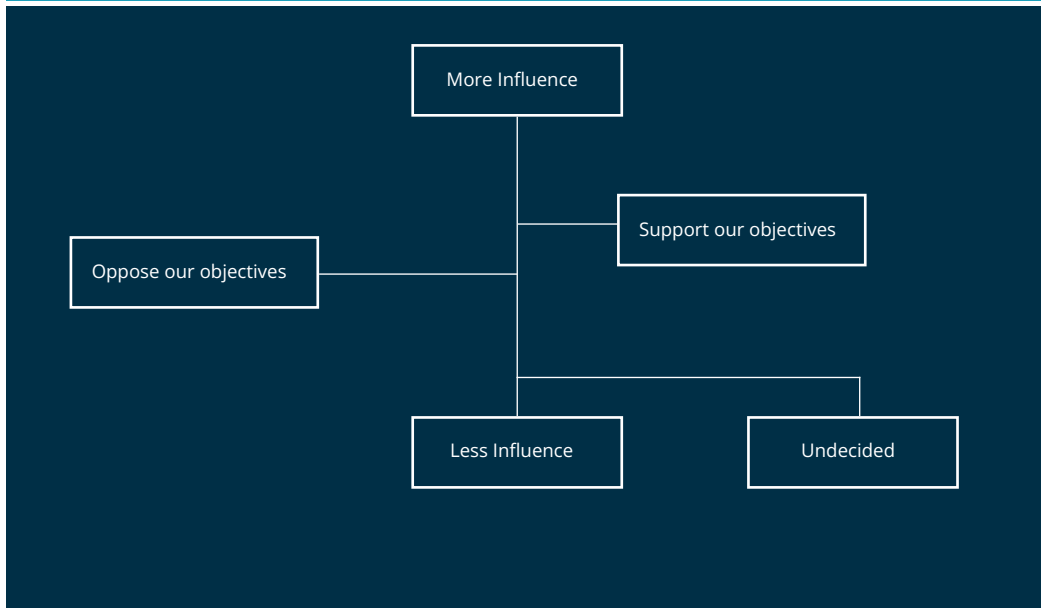 More Influence
Support our objectives
Oppose our objectives
Less Influence
Undecided